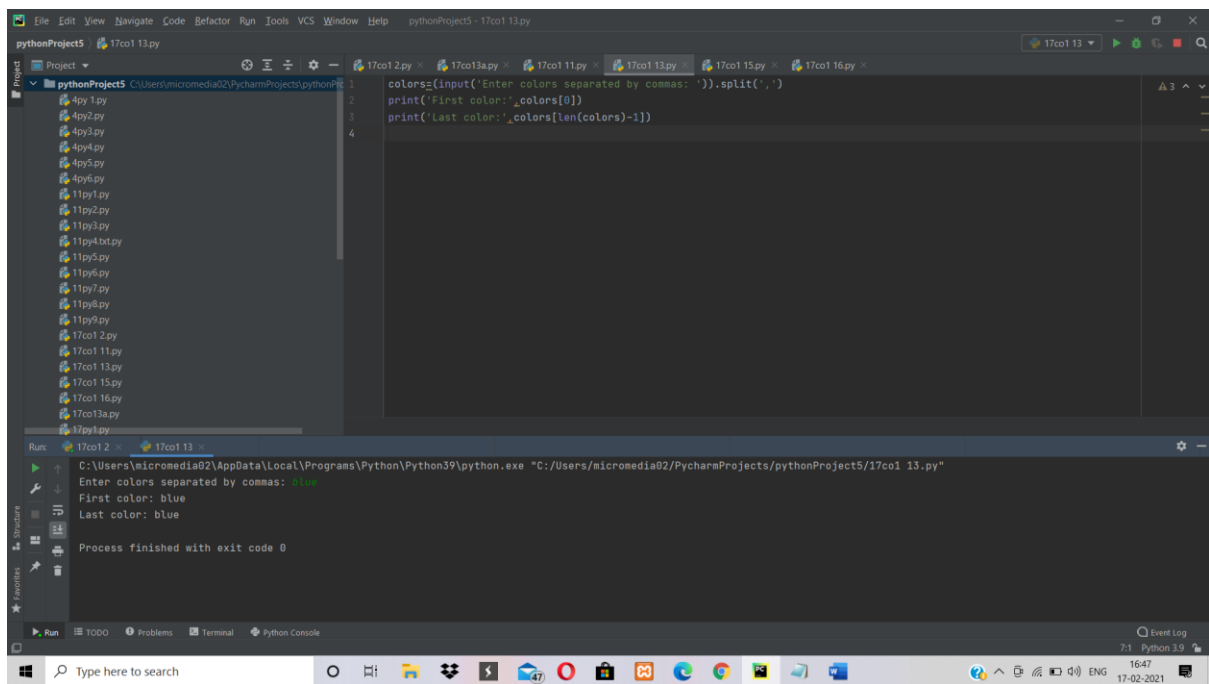 File Edit View Navigate Code Refactor Run Tools VCS Window Help pythonProject5 - 17co1 13.py
pythonProject5 17co1 13.py 17co1 13
Project 17co1 2.py 17co13a.py 17co1 11.py 17co1 13.py 17co1 15.py 17co1 16.py
Project
pythonProject5 C:\Users\micromedia02\PycharmProjects\pythonPro
4py 1.py
4py2.py
4py3.py
4py4.py
4py5.py
4py6.py
11py1.py
11py2.py
11py3.py
11py4.txt.py
11py5.py
11py6.py
11py7.py
11py8.py
11py9.py
17co1 2.py
17co1 11.py
17co1 13.py
17co1 15.py
17co1 16.py
17co13a.py
17py1.py
1 colors=(input('Enter colors separated by commas: ')).split(',')
2 print('First color:',colors[0])
3 print('Last color:',colors[len(colors)-1])
4
3
Run: 17co1 2 17co1 13
C:\Users\micromedia02\AppData\Local\Programs\Python\Python39\python.exe "C:/Users/micromedia02/PycharmProjects/pythonProject5/17co1 13.py"
Enter colors separated by commas: blue
First color: blue
Last color: blue
Process finished with exit code 0
Structure
Favorites
Run TODO Problems Terminal Python Console Event Log
7:1 Python 3.9
Type here to search 47 ENG 16:47
17-02-2021